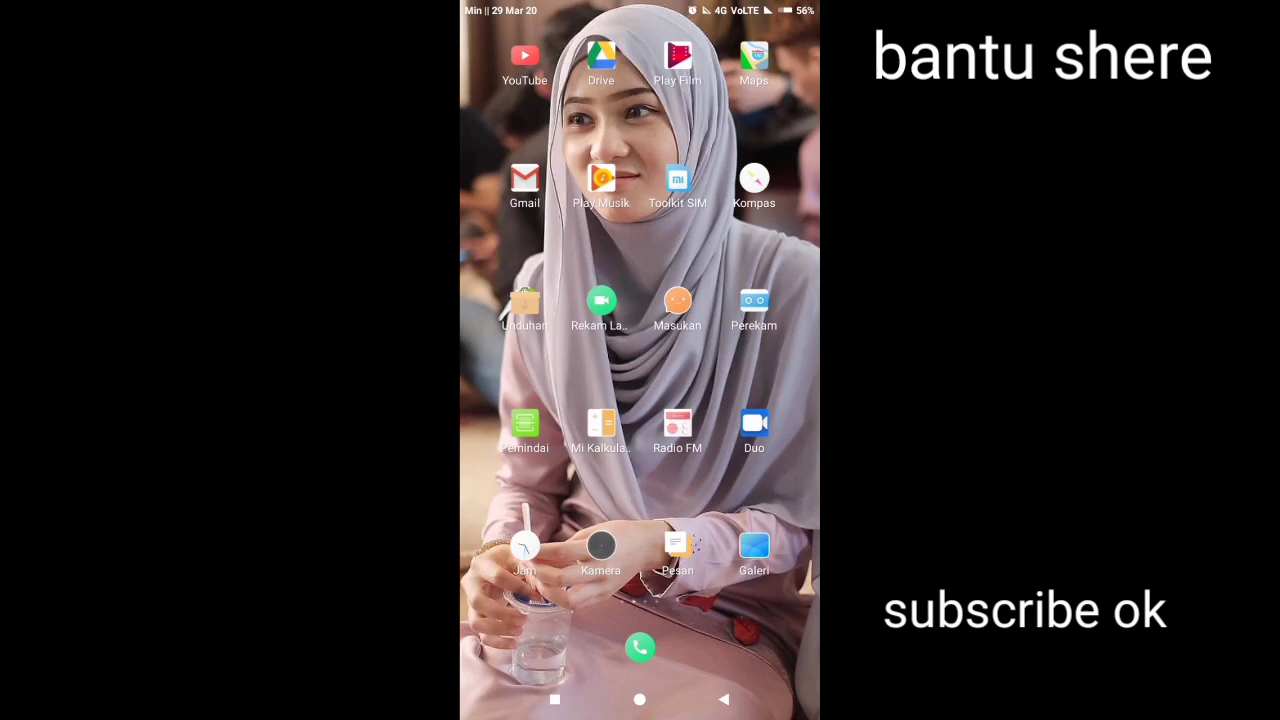 Min || 29 Mar 20 4G VoLTE 56%
bantu shere
YouTube Drive Play Film Maps
Gmail Play Musik Toolkit SIM Kompas
Unduhan Rekam La.. Masukan Perekam
Pemindai Mi Kalkula.. Radio FM Duo
Jam Kamera Pesan Galeri
subscribe ok